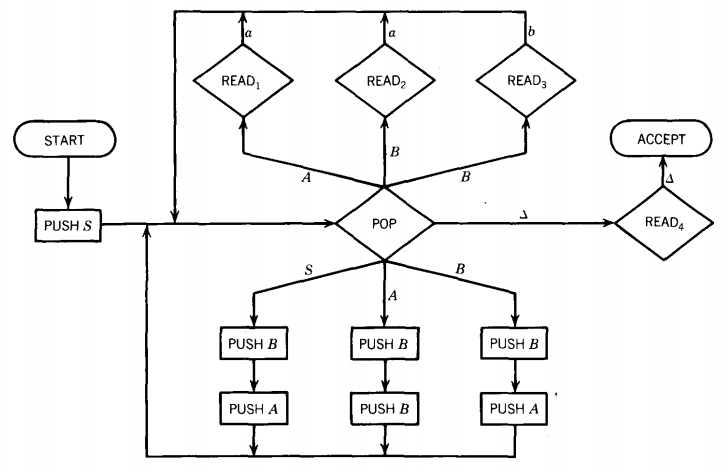 a a b
READ1 READ2 READ3
START ACCEPT
A B B Δ
PUSH S POP Δ READ4
S A B
PUSH B PUSH B PUSH B
PUSH A PUSH B PUSH A